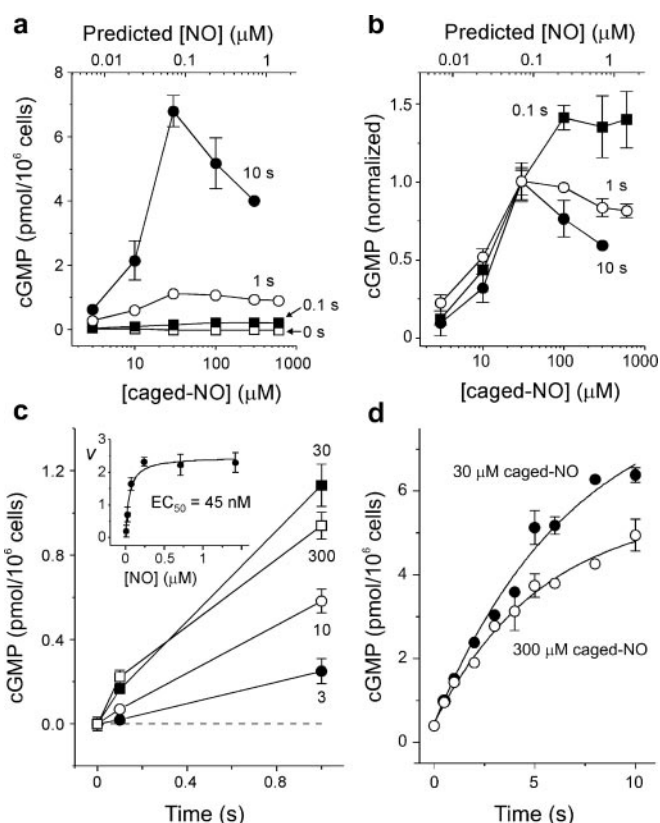 a
Predicted [NO] (µM)
0.01 0.1 1
8
6
4
2
0
cGMP (pmol/10⁶ cells)
10 s
1 s
0.1 s
0 s
10 100 1000
[caged-NO] (µM)
b
Predicted [NO] (µM)
0.01 0.1 1
1.5
1.0
0.5
0
cGMP (normalized)
0.1 s
1 s
10 s
10 100 1000
[caged-NO] (µM)
c
1.2
0.8
0.4
0.0
cGMP (pmol/10⁶ cells)
v
3
2
1
0
EC₅₀ = 45 nM
0 0.5 1.0 1.5
[NO] (µM)
30
300
10
3
0 0.4 0.8
Time (s)
d
6
4
2
0
cGMP (pmol/10⁶ cells)
30 µM caged-NO
300 µM caged-NO
0 5 10
Time (s)